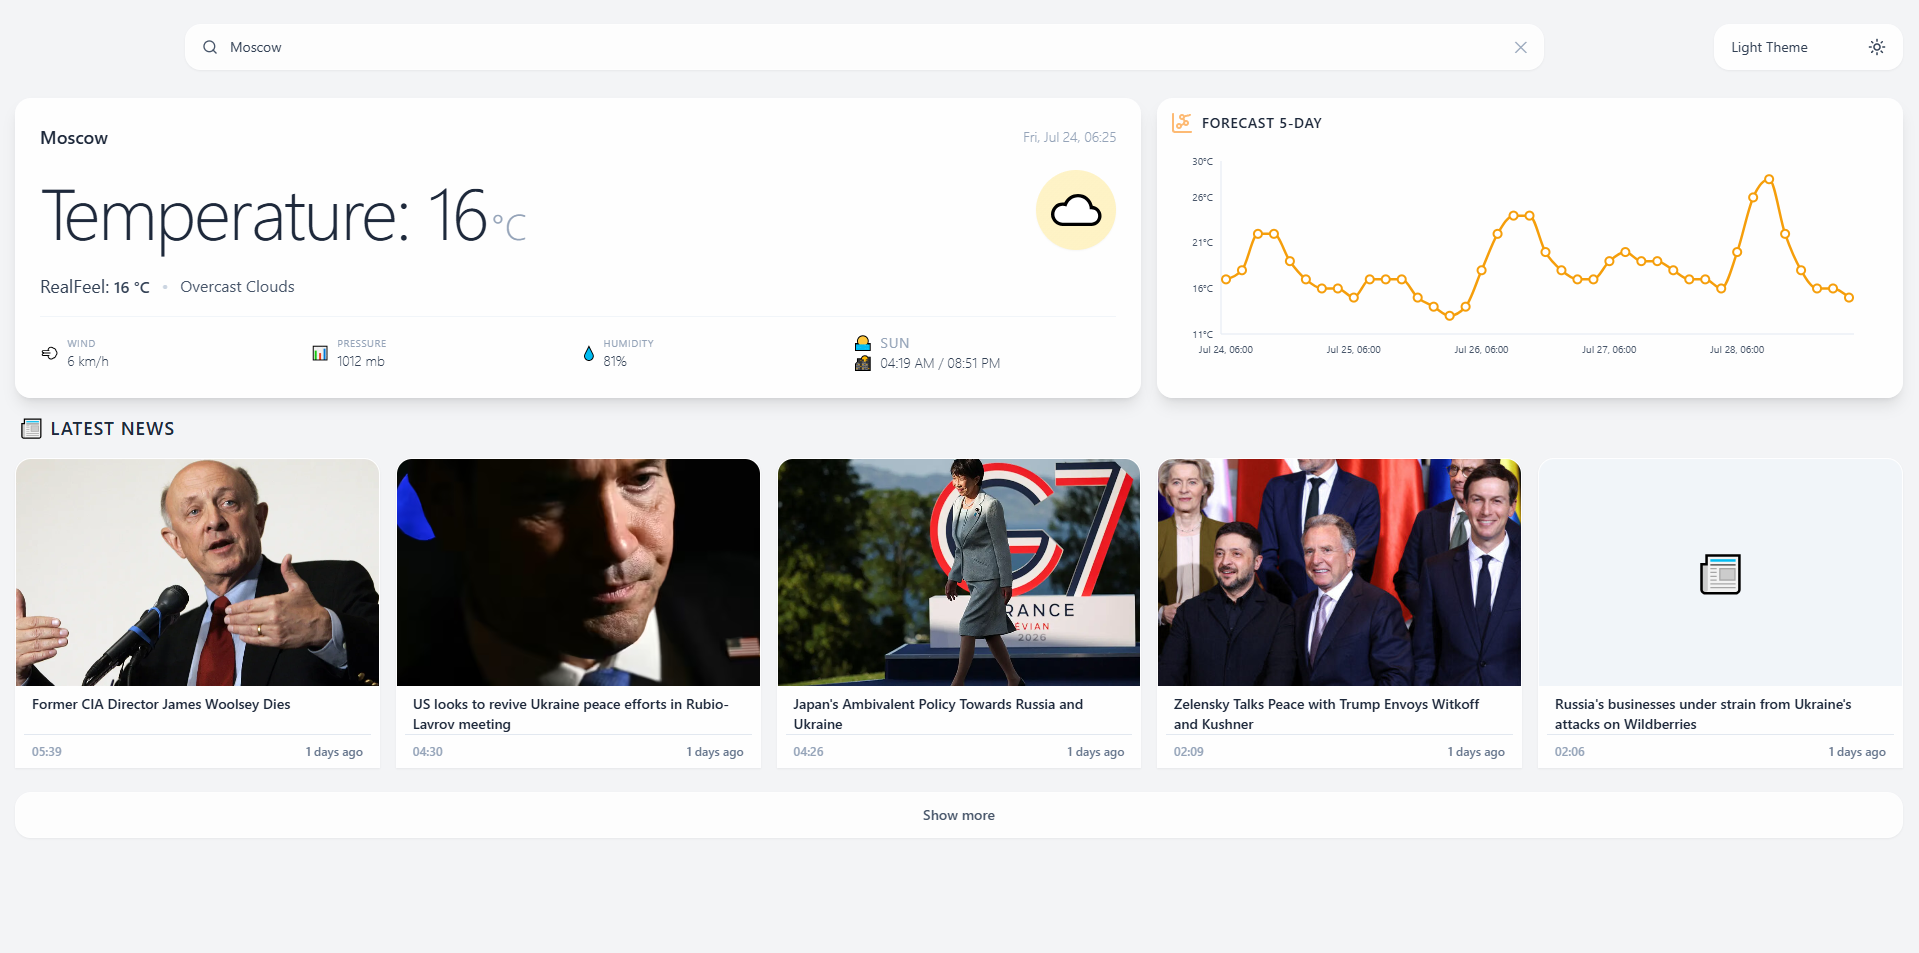 Moscow
Light Theme
Moscow
Fri, Jul 24, 06:25
Temperature: 16°C
RealFeel: 16 °C • Overcast Clouds
WIND
6 km/h
PRESSURE
1012 mb
HUMIDITY
81%
SUN
04:19 AM / 08:51 PM
FORECAST 5-DAY
30°C
26°C
21°C
16°C
11°C
Jul 24, 06:00
Jul 25, 06:00
Jul 26, 06:00
Jul 27, 06:00
Jul 28, 06:00
LATEST NEWS
Former CIA Director James Woolsey Dies
05:39
1 days ago
US looks to revive Ukraine peace efforts in Rubio-
Lavrov meeting
04:30
1 days ago
G7
RANCE
ÉVIAN
2026
Japan's Ambivalent Policy Towards Russia and
Ukraine
04:26
1 days ago
Zelensky Talks Peace with Trump Envoys Witkoff
and Kushner
02:09
1 days ago
Russia's businesses under strain from Ukraine's
attacks on Wildberries
02:06
1 days ago
Show more